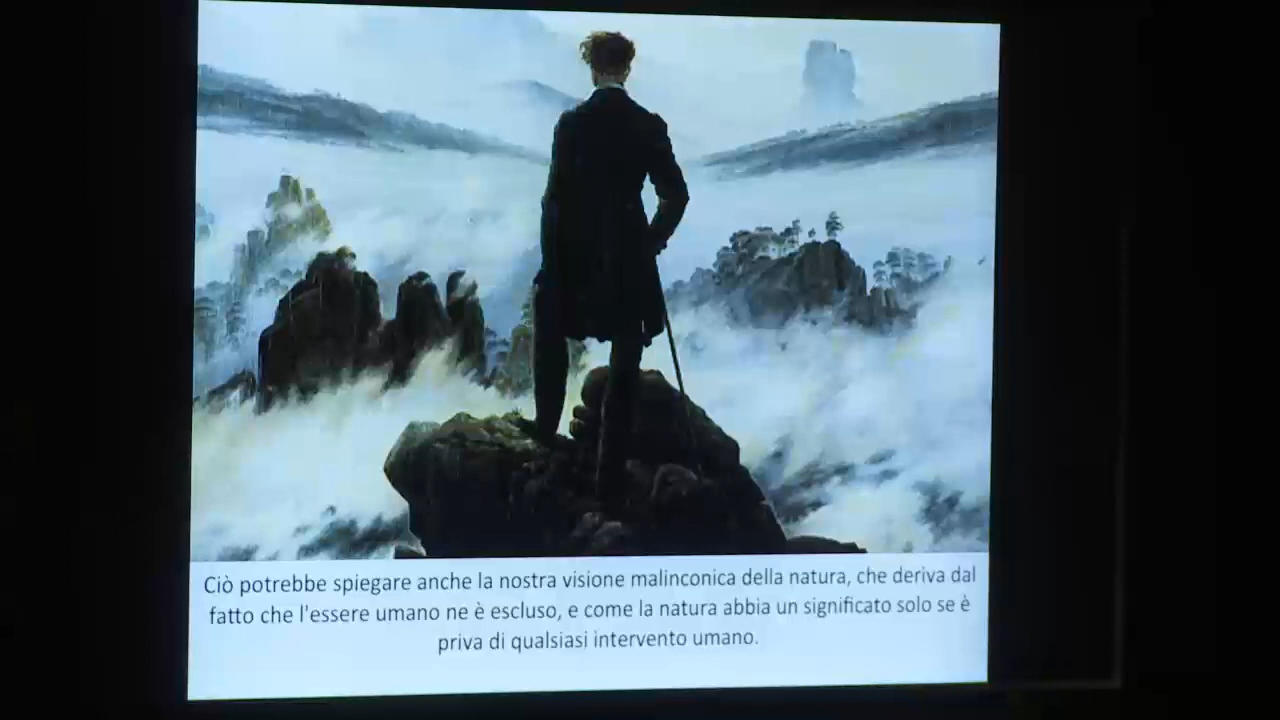 Ciò potrebbe spiegare anche la nostra visione malinconica della natura, che deriva dal
fatto che l'essere umano ne è escluso, e come la natura abbia un significato solo se è
priva di qualsiasi intervento umano.